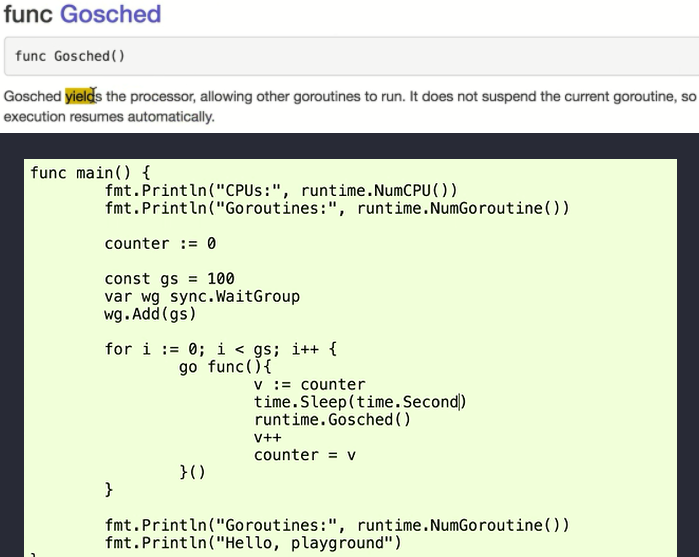 func Gosched
func Gosched()
Gosched yields the processor, allowing other goroutines to run. It does not suspend the current goroutine, so
execution resumes automatically.
func main() {
fmt.Println("CPUs:", runtime.NumCPU())
fmt.Println("Goroutines:", runtime.NumGoroutine())
counter := 0
const gs = 100
var wg sync.WaitGroup
wg.Add(gs)
for i := 0; i < gs; i++ {
go func(){
v := counter
time.Sleep(time.Second)
runtime.Gosched()
v++
counter = v
}()
}
fmt.Println("Goroutines:", runtime.NumGoroutine())
fmt.Println("Hello, playground")